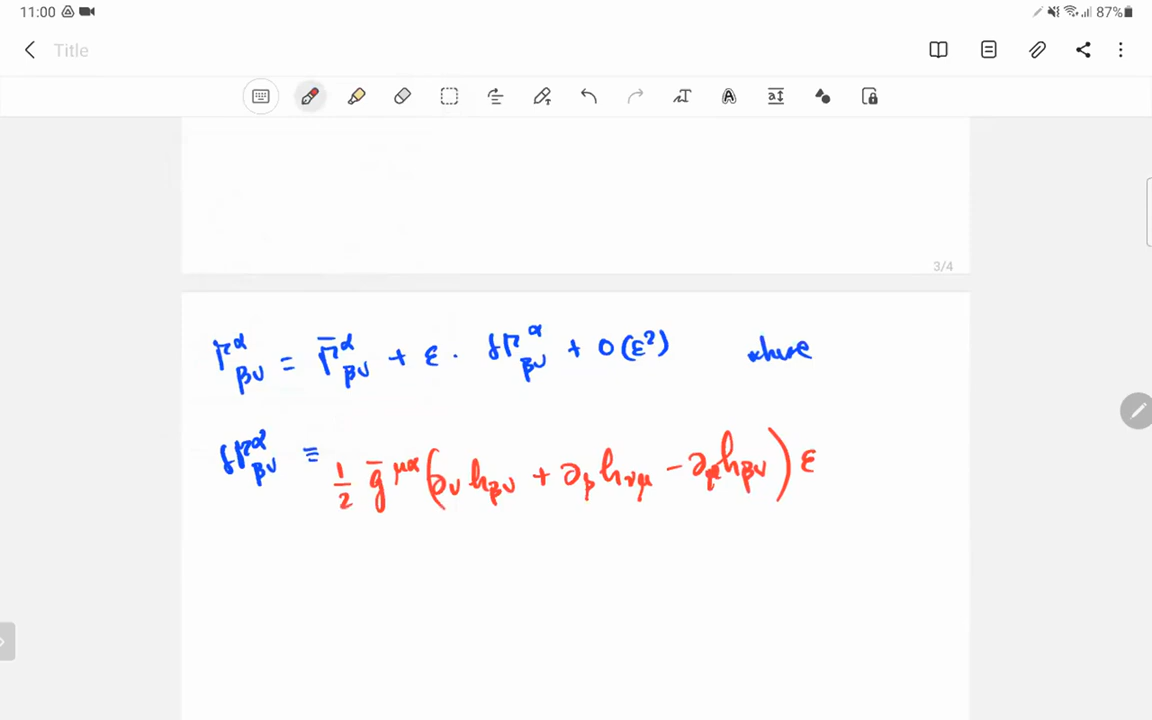 11:00
87%
Title
3/4
Γ^α_βν = Γ̄^α_βν + ε · δΓ^α_βν + O(ε²) where
δΓ^α_βν ≡ 1/2 ḡ^μα (∂_ν h_βν + ∂_β h_νμ − ∂_μ h_βν) ε